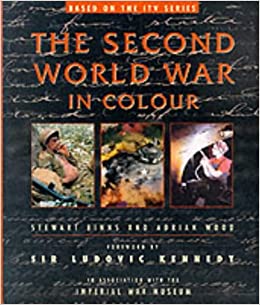 BASED ON THE ITV SERIES
THE SECOND
WORLD WAR
IN COLOUR
STEWART BINNS AND ADRIAN WOOD
FOREWORD BY
SIR LUDOVIC KENNEDY
IN ASSOCIATION WITH THE
IMPERIAL WAR MUSEUM